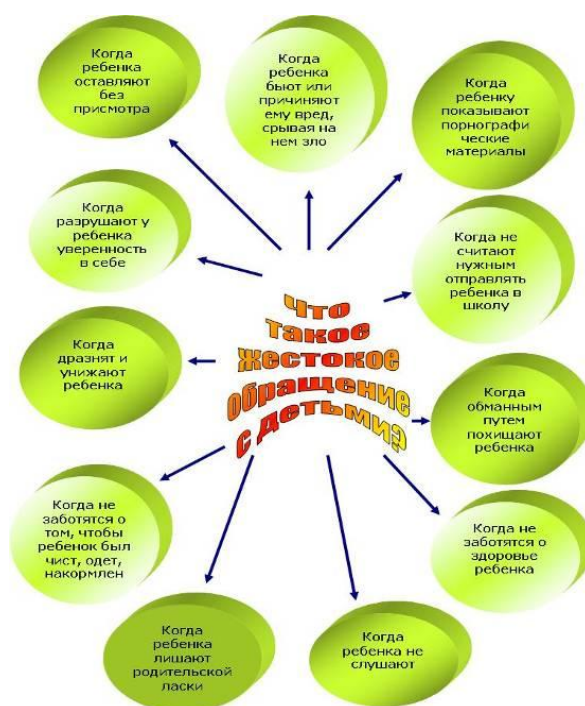 Когда
ребенка
оставляют
без
присмотра
Когда
ребенка
бьют или
причиняют
ему вред,
срывая на
нем зло
Когда
ребенку
показывают
порнографи
ческие
материалы
Когда
разрушают у
ребенка
уверенность
в себе
Когда не
считают
нужным
отправлять
ребенка в
школу
Что
такое
жестокое
обращение
с детьми?
Когда
дразнят и
унижают
ребенка
Когда
обманным
путем
похищают
ребенка
Когда не
заботятся о
том, чтобы
ребенок был
чист, одет,
накормлен
Когда не
заботятся о
здоровье
ребенка
Когда
ребенка
лишают
родительской
ласки
Когда
ребенка не
слушают